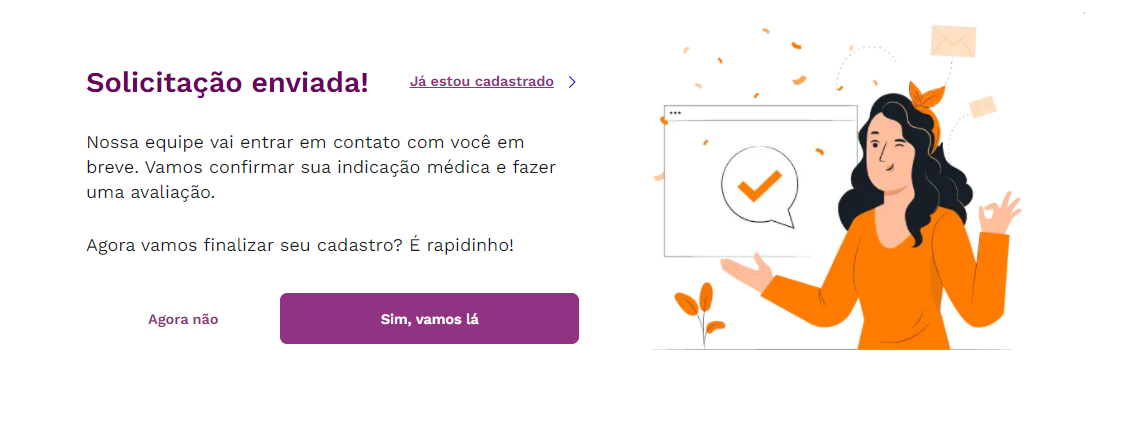 Solicitação enviada!
Já estou cadastrado
Nossa equipe vai entrar em contato com você em
breve. Vamos confirmar sua indicação médica e fazer
uma avaliação.
Agora vamos finalizar seu cadastro? É rapidinho!
Agora não
Sim, vamos lá